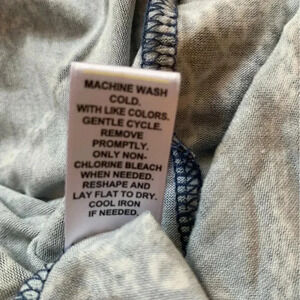 MACHINE WASH
COLD.
WITH LIKE COLORS.
GENTLE CYCLE.
REMOVE
PROMPTLY.
ONLY NON-
CHLORINE BLEACH
WHEN NEEDED.
RESHAPE AND
LAY FLAT TO DRY.
COOL IRON
IF NEEDED.